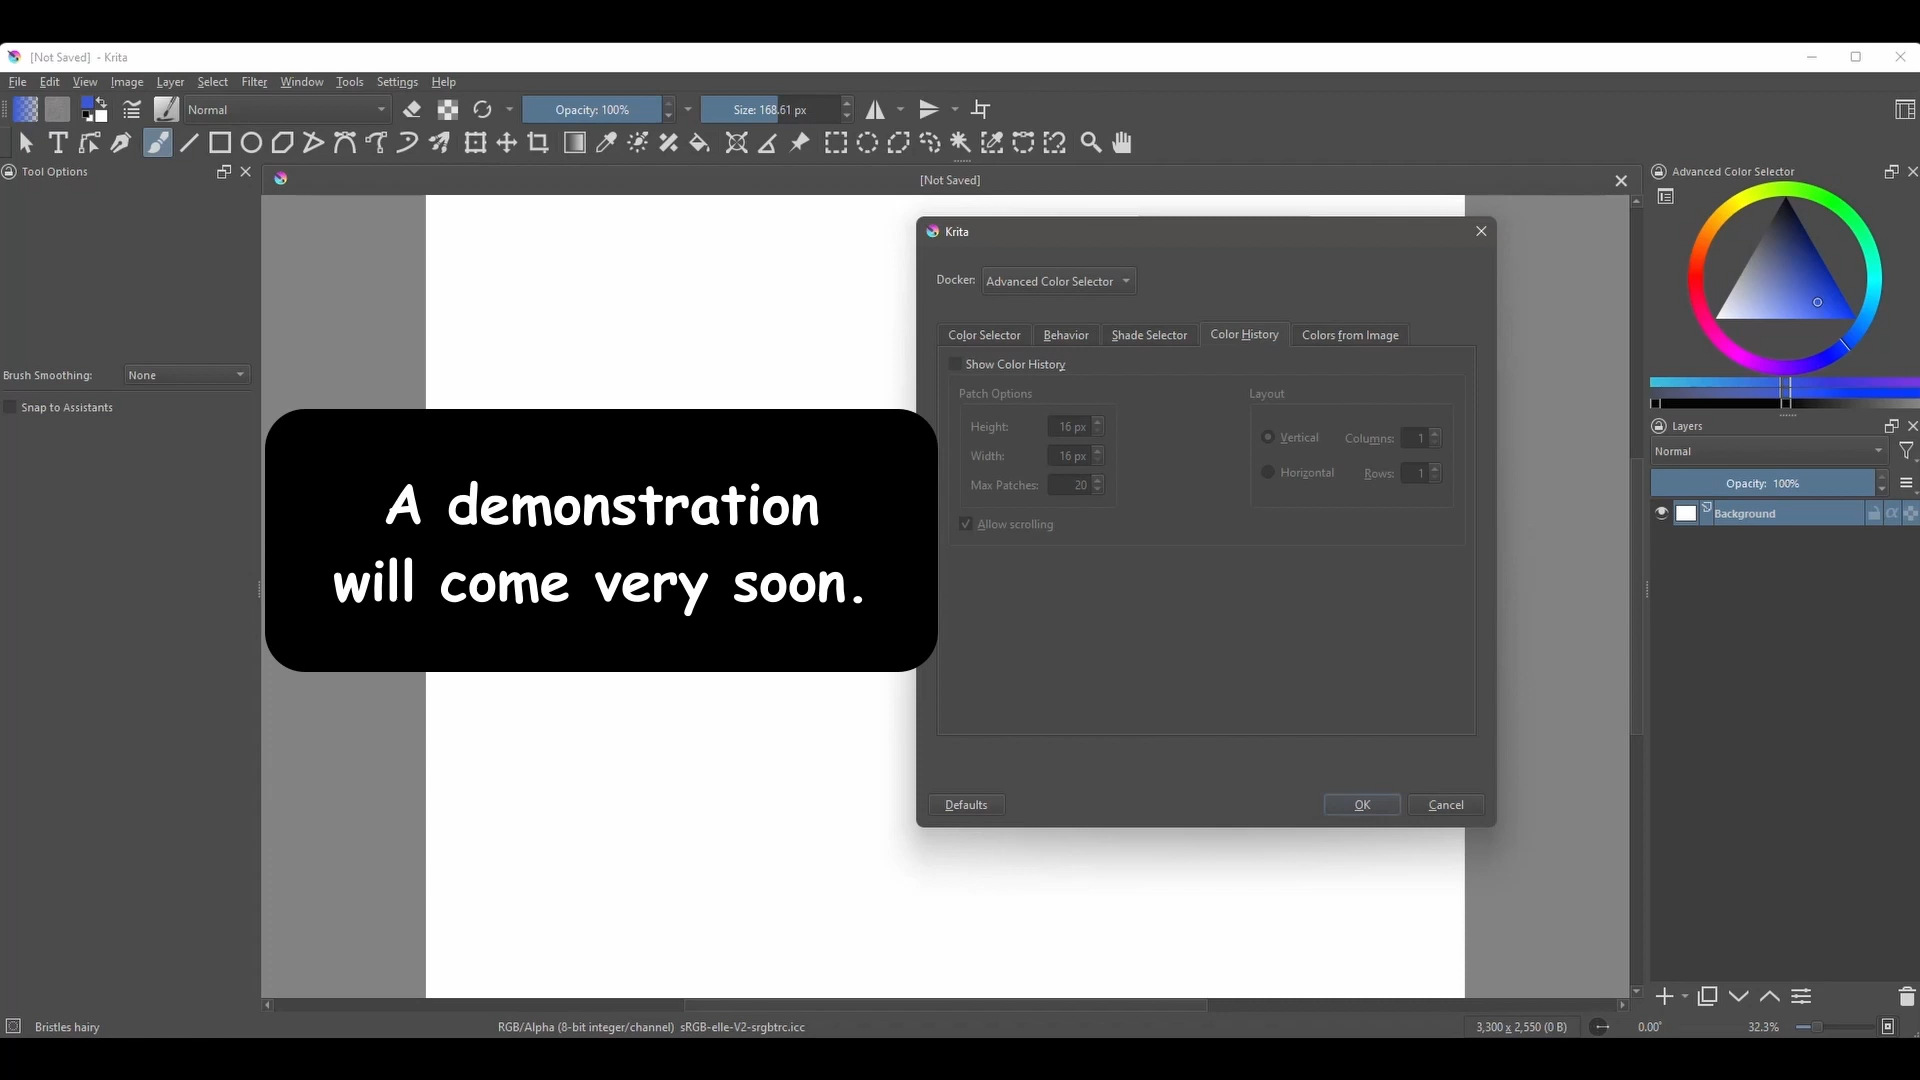 [Not Saved] - Krita
File Edit View Image Layer Select Filter Window Tools Settings Help
Normal Opacity: 100% Size: 168.61 px
Tool Options
[Not Saved]
Advanced Color Selector
Krita
Docker: Advanced Color Selector
Color Selector Behavior Shade Selector Color History Colors from Image
Show Color History
Patch Options Layout
Height: 16 px
Vertical Columns: 1
Width: 16 px
Horizontal Rows: 1
Max Patches: 20
Allow scrolling
Defaults OK Cancel
Brush Smoothing: None
Snap to Assistants
A demonstration
will come very soon.
Layers
Normal
Opacity: 100%
Background
Bristles hairy
RGB/Alpha (8-bit integer/channel) sRGB-elle-V2-srgbtrc.icc
3,300 x 2,550 (0 B)
0.00°
32.3%